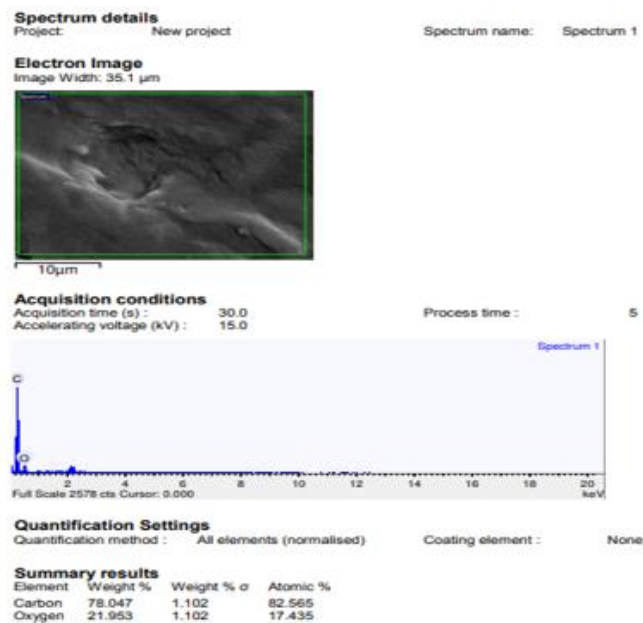 Spectrum details
Project: New project Spectrum name: Spectrum 1
Electron Image
Image Width: 35.1 µm
10µm
Acquisition conditions
Acquisition time (s) : 30.0 Process time : 5
Accelerating voltage (kV) : 15.0
Spectrum 1
C
O
2 4 6 8 10 12 14 16 18 20
Full Scale 2578 cts Cursor: 0.000 keV
Quantification Settings
Quantification method : All elements (normalised) Coating element : None
Summary results
Element Weight % Weight % σ Atomic %
Carbon 78.047 1.102 82.565
Oxygen 21.953 1.102 17.435